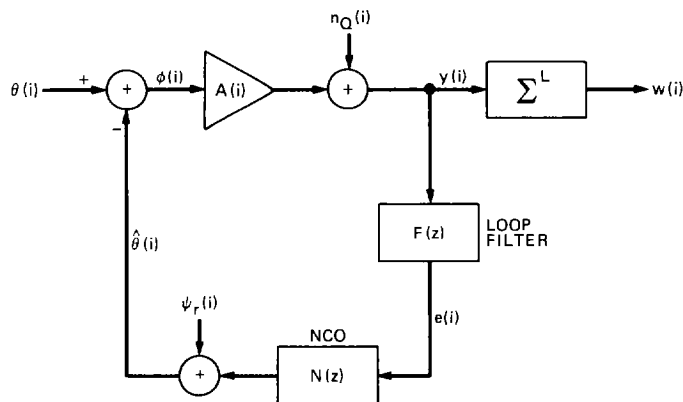 n_Q(i)
θ(i)
+
+
ϕ(i)
A(i)
+
y(i)
Σ^L
w(i)
−
F(z)
LOOP
FILTER
θ̂(i)
ψ_r(i)
e(i)
NCO
+
N(z)